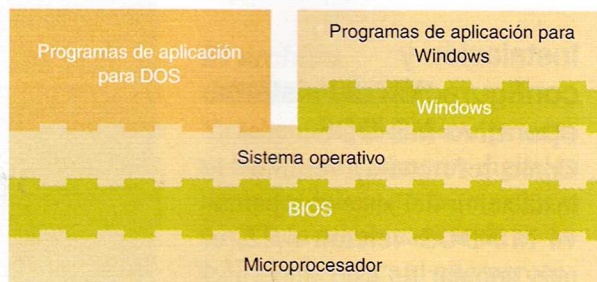 Programas de aplicación
para DOS
Programas de aplicación para
Windows
Windows
Sistema operativo
BIOS
Microprocesador